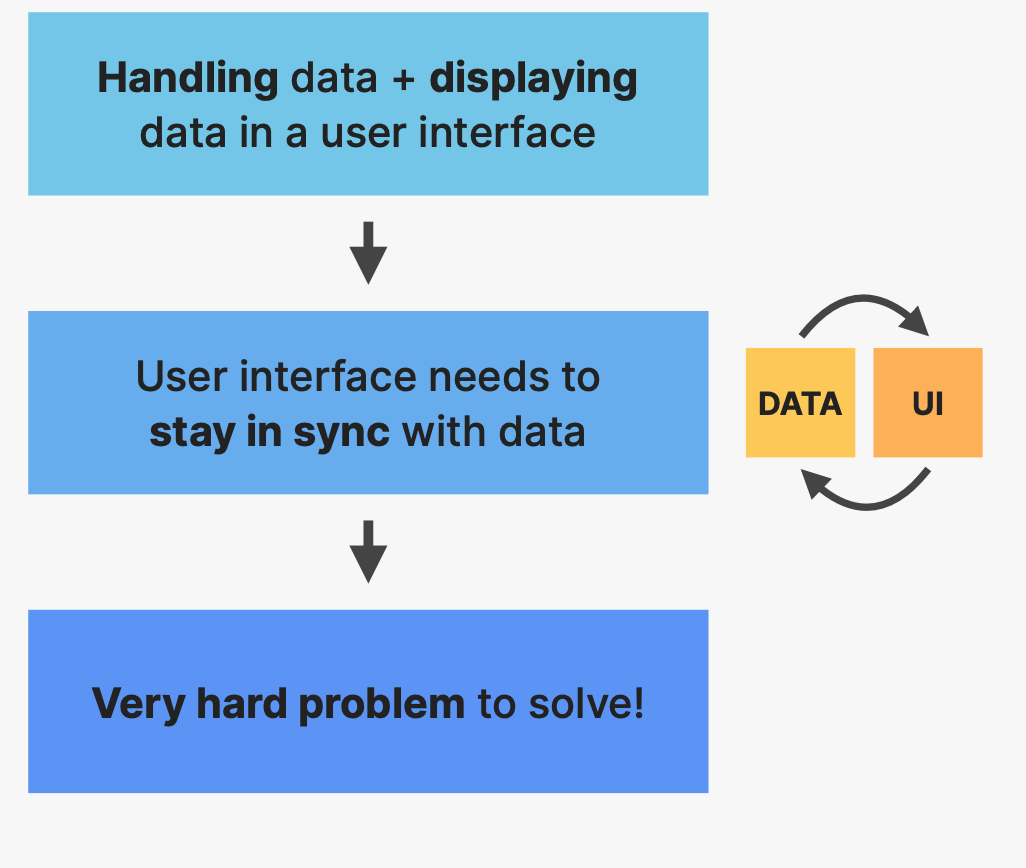 Handling data + displaying
data in a user interface
User interface needs to
stay in sync with data
DATA
UI
Very hard problem to solve!